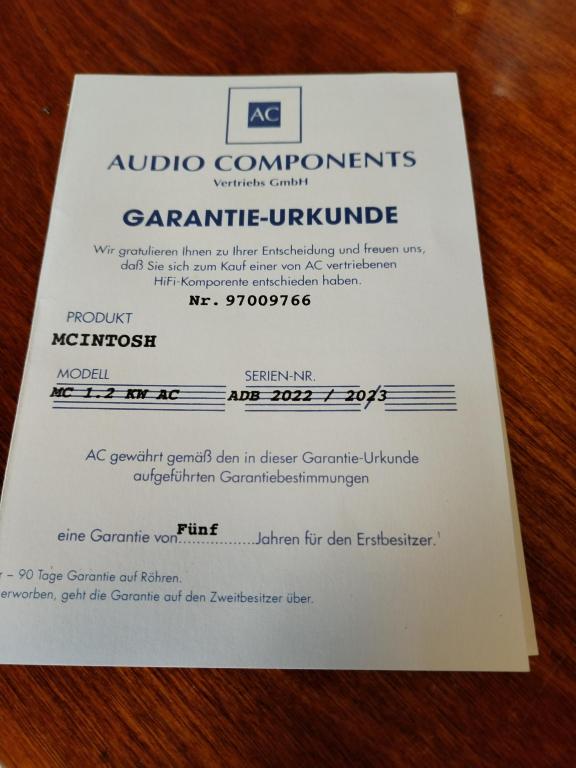 AC
AUDIO COMPONENTS
Vertriebs GmbH
GARANTIE-URKUNDE
Wir gratulieren Ihnen zu Ihrer Entscheidung und freuen uns,
daß Sie sich zum Kauf einer von AC vertriebenen
HiFi-Komporente entschieden haben.
Nr. 97009766
PRODUKT
MCINTOSH
MODELL SERIEN-NR.
MC 1.2 KW AC ADB 2022 / 2023
AC gewährt gemäß den in dieser Garantie-Urkunde
aufgeführten Garantiebestimmungen
eine Garantie von Fünf Jahren für den Erstbesitzer.¹
– 90 Tage Garantie auf Röhren.
erworben, geht die Garantie auf den Zweitbesitzer über.